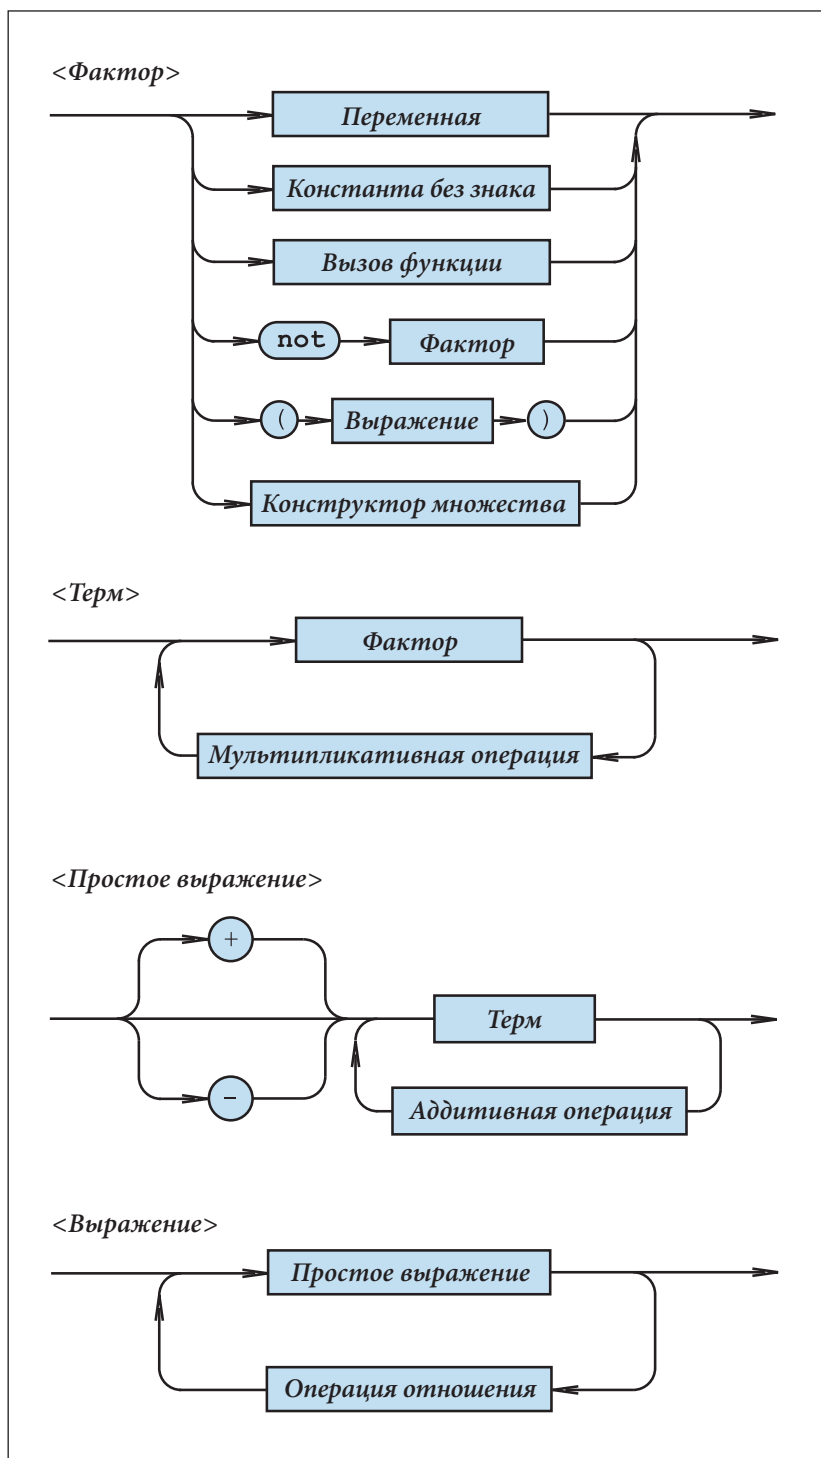 <Фактор>
Переменная
Константа без знака
Вызов функции
not Фактор
( Выражение )
Конструктор множества
<Терм>
Фактор
Мультипликативная операция
<Простое выражение>
+
Терм
−
Аддитивная операция
<Выражение>
Простое выражение
Операция отношения